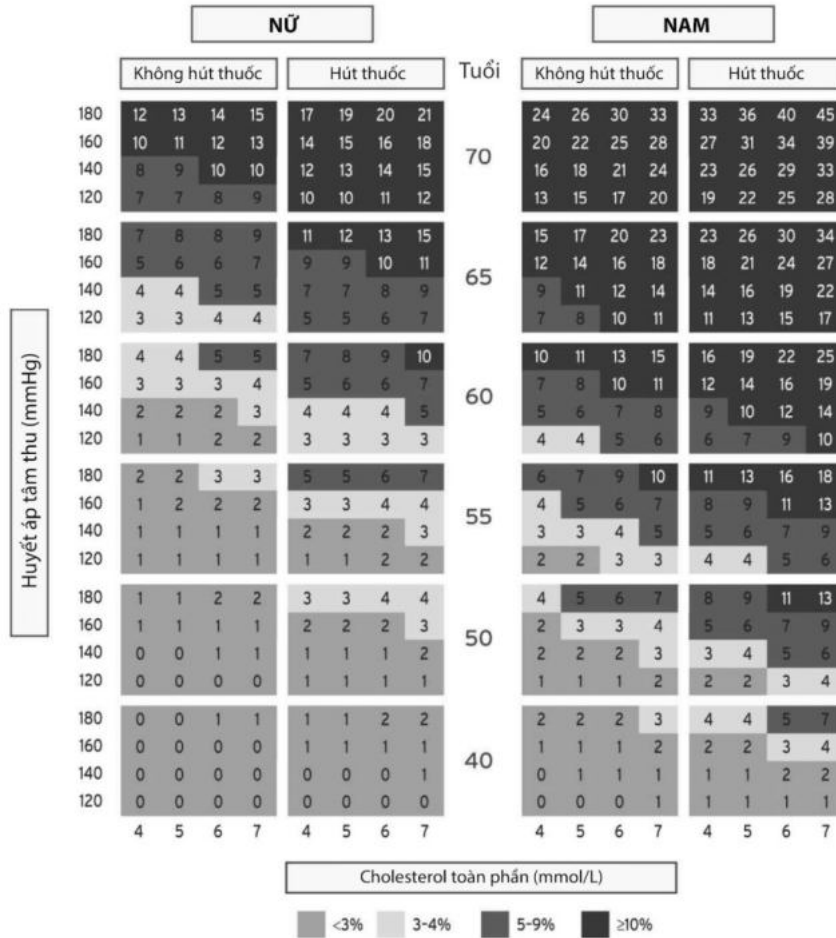 NỮ NAM
Không hút thuốc Hút thuốc Tuổi Không hút thuốc Hút thuốc
180 12 13 14 15 17 19 20 21 24 26 30 33 33 36 40 45
160 10 11 12 13 14 15 16 18 20 22 25 28 27 31 34 39
70
140 8 9 10 10 12 13 14 15 16 18 21 24 23 26 29 33
120 7 7 8 9 10 10 11 12 13 15 17 20 19 22 25 28
180 7 8 8 9 11 12 13 15 15 17 20 23 23 26 30 34
160 5 6 6 7 9 9 10 11 12 14 16 18 18 21 24 27
65
140 4 4 5 5 7 7 8 9 9 11 12 14 14 16 19 22
120 3 3 4 4 5 5 6 7 7 8 10 11 11 13 15 17
Huyết áp tâm thu (mmHg)
180 4 4 5 5 7 8 9 10 10 11 13 15 16 19 22 25
160 3 3 3 4 5 6 6 7 7 8 10 11 12 14 16 19
60
140 2 2 2 3 4 4 4 5 5 6 7 8 9 10 12 14
120 1 1 2 2 3 3 3 3 4 4 5 6 6 7 9 10
180 2 2 3 3 5 5 6 7 6 7 9 10 11 13 16 18
160 1 2 2 2 3 3 4 4 4 5 6 7 8 9 11 13
55
140 1 1 1 1 2 2 2 3 3 3 4 5 5 6 7 9
120 1 1 1 1 1 1 2 2 2 2 3 3 4 4 5 6
180 1 1 2 2 3 3 4 4 4 5 6 7 8 9 11 13
160 1 1 1 1 2 2 2 3 2 3 3 4 5 6 7 9
50
140 0 0 1 1 1 1 1 2 2 2 2 3 3 4 5 6
120 0 0 0 0 1 1 1 1 1 1 1 2 2 2 3 4
180 0 0 1 1 1 1 2 2 2 2 2 3 4 4 5 7
160 0 0 0 0 1 1 1 1 1 1 1 2 2 2 3 4
40
140 0 0 0 0 0 0 0 1 0 1 1 1 1 1 2 2
120 0 0 0 0 0 0 0 0 0 0 0 1 1 1 1 1
4 5 6 7 4 5 6 7 4 5 6 7 4 5 6 7
Cholesterol toàn phần (mmol/L)
<3% 3-4% 5-9% ≥10%